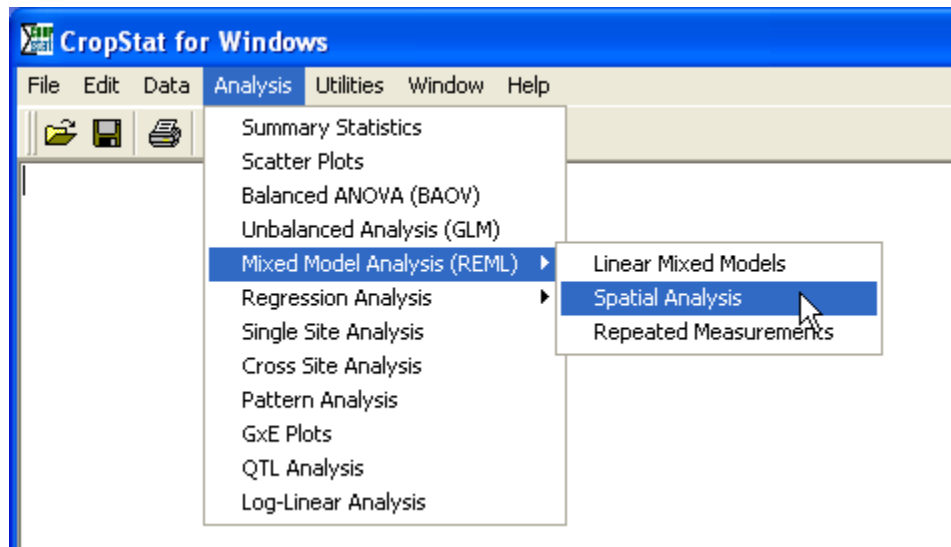 CropStat for Windows
File Edit Data Analysis Utilities Window Help
Summary Statistics
Scatter Plots
Balanced ANOVA (BAOV)
Unbalanced Analysis (GLM)
Mixed Model Analysis (REML)
Linear Mixed Models
Regression Analysis
Spatial Analysis
Single Site Analysis
Repeated Measurements
Cross Site Analysis
Pattern Analysis
GxE Plots
QTL Analysis
Log-Linear Analysis